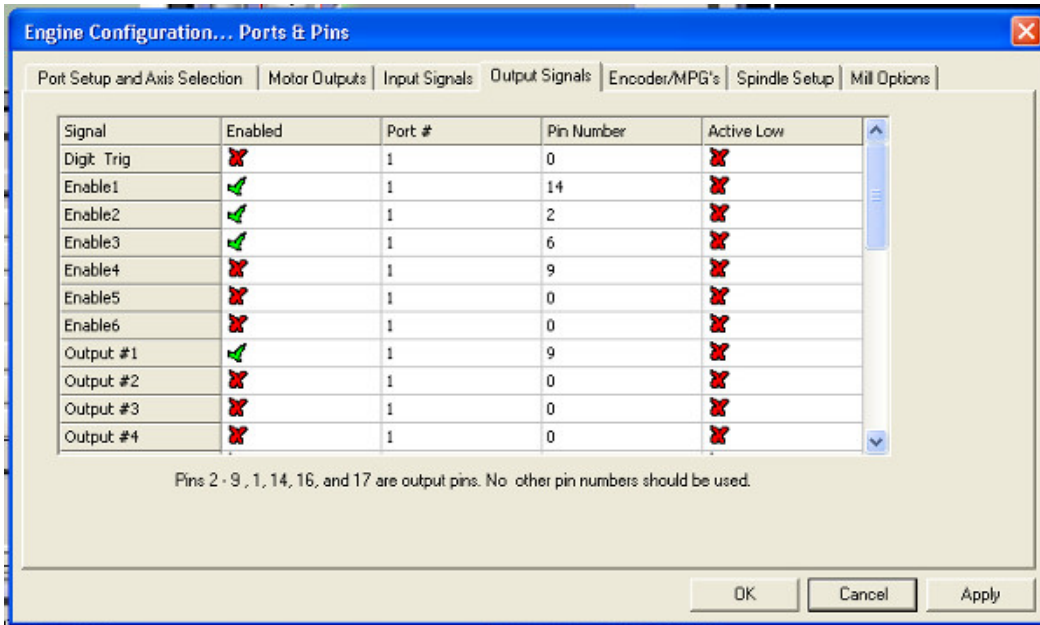 Engine Configuration... Ports & Pins
Port Setup and Axis Selection Motor Outputs Input Signals Output Signals Encoder/MPG's Spindle Setup Mill Options
Signal Enabled Port # Pin Number Active Low
Digit Trig 1 0
Enable1 1 14
Enable2 1 2
Enable3 1 6
Enable4 1 9
Enable5 1 0
Enable6 1 0
Output #1 1 9
Output #2 1 0
Output #3 1 0
Output #4 1 0
Pins 2 - 9 , 1, 14, 16, and 17 are output pins. No other pin numbers should be used.
OK Cancel Apply